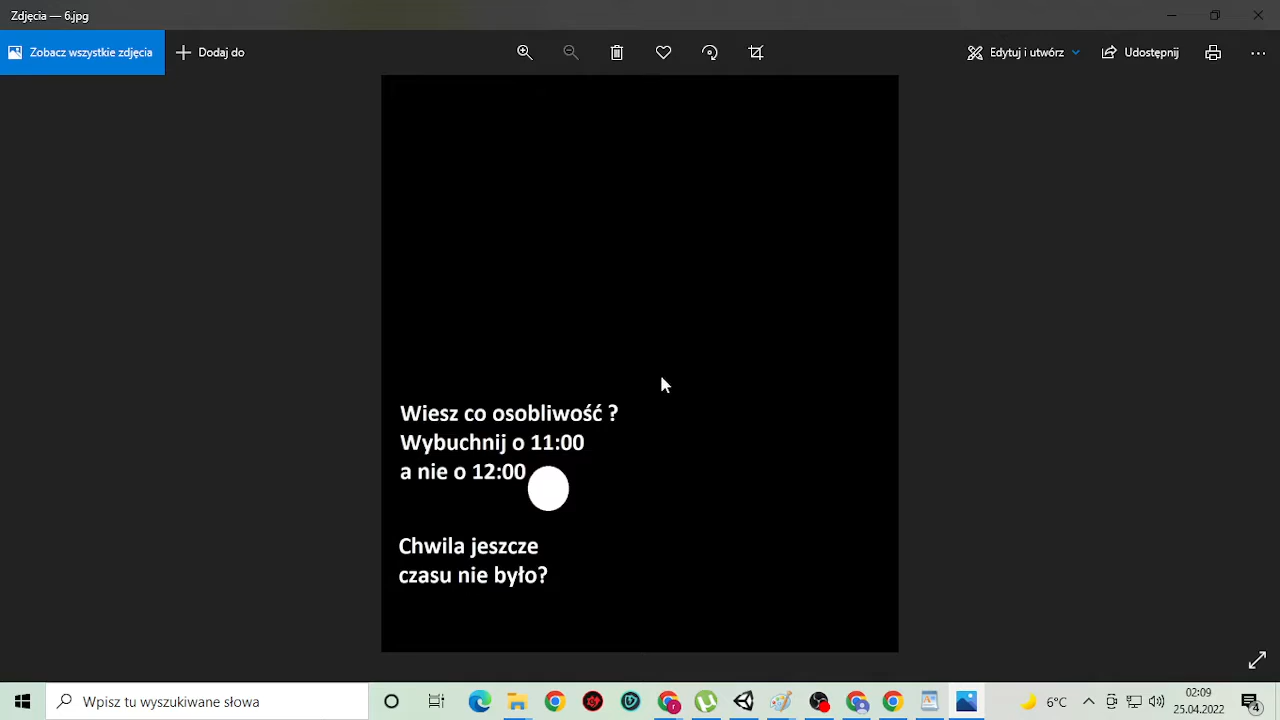 Zdjęcia — 6.jpg
Zobacz wszystkie zdjęcia
Dodaj do
Edytuj i utwórz
Udostępnij
Wiesz co osobliwość ?
Wybuchnij o 11:00
a nie o 12:00
Chwila jeszcze
czasu nie było?
Wpisz tu wyszukiwane słowa
6°C
02:09
25.04.2022
4